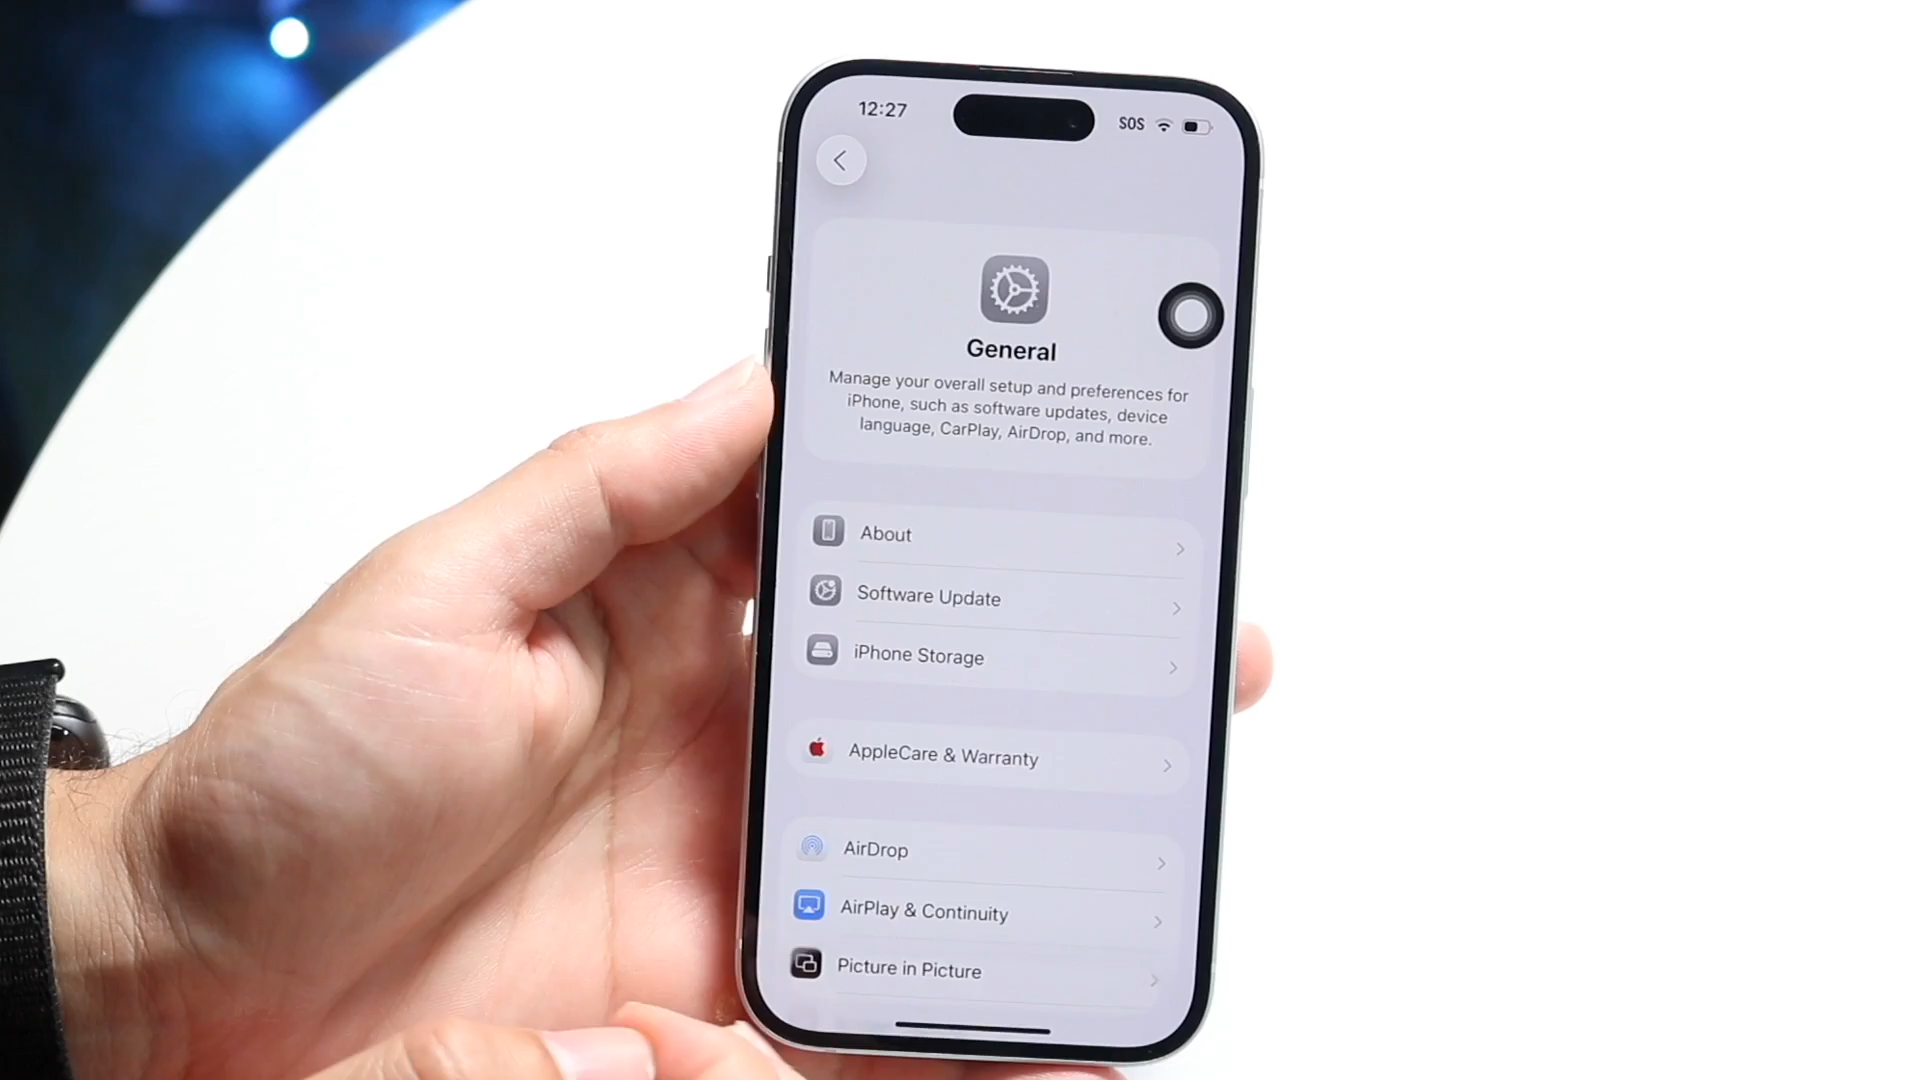 12:27
SOS
General
Manage your overall setup and preferences for
iPhone, such as software updates, device
language, CarPlay, AirDrop, and more.
About
Software Update
iPhone Storage
AppleCare & Warranty
AirDrop
AirPlay & Continuity
Picture in Picture